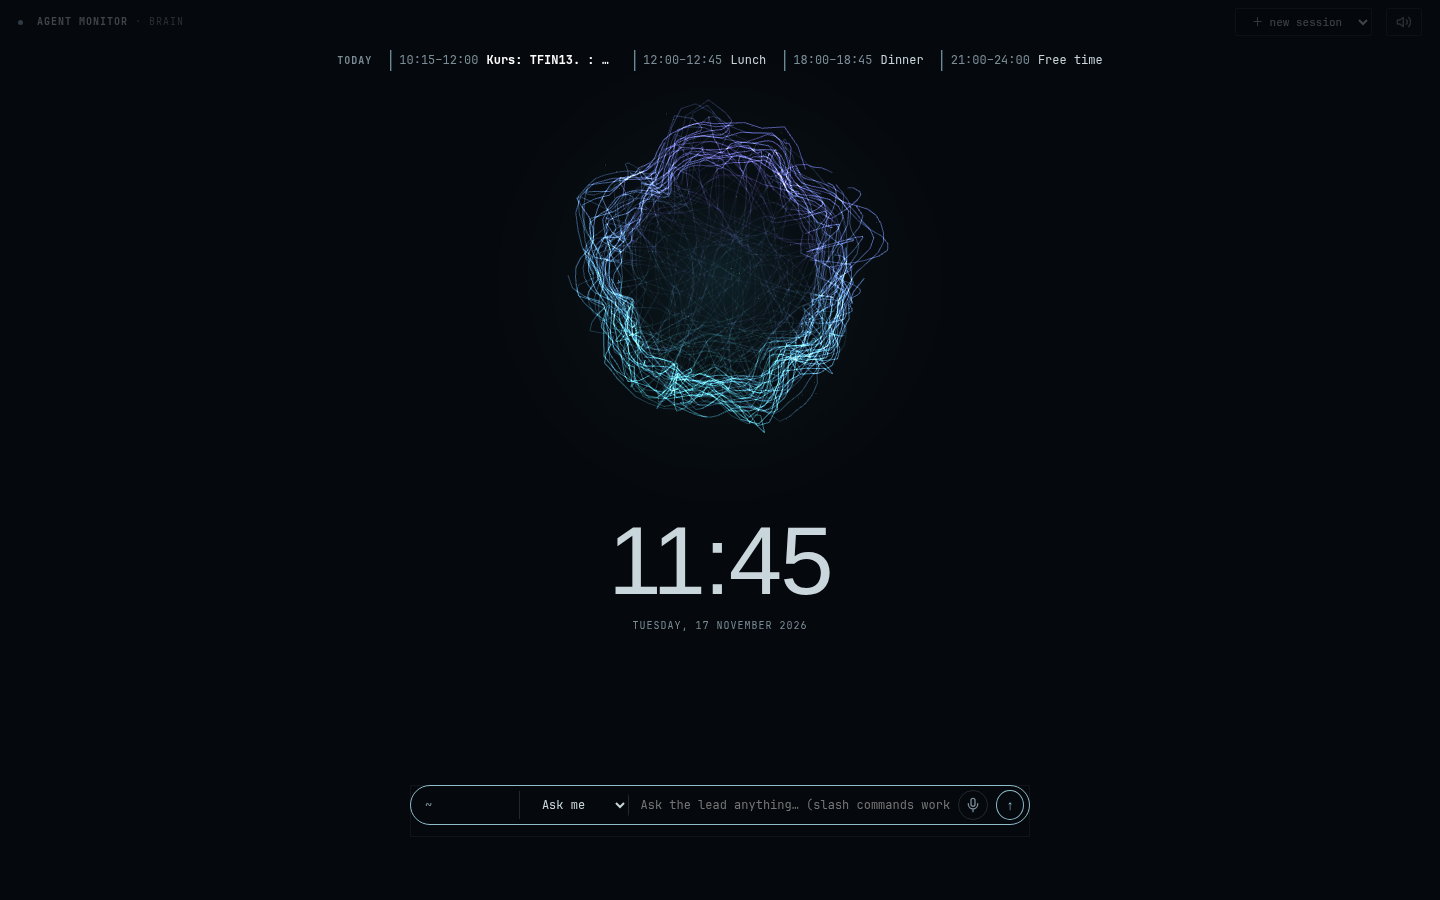 AGENT MONITOR · BRAIN
+ new session
TODAY
10:15–12:00 Kurs: TFIN13. : …
12:00–12:45 Lunch
18:00–18:45 Dinner
21:00–24:00 Free time
11:45
TUESDAY, 17 NOVEMBER 2026
~
Ask me
Ask the lead anything… (slash commands work
↑